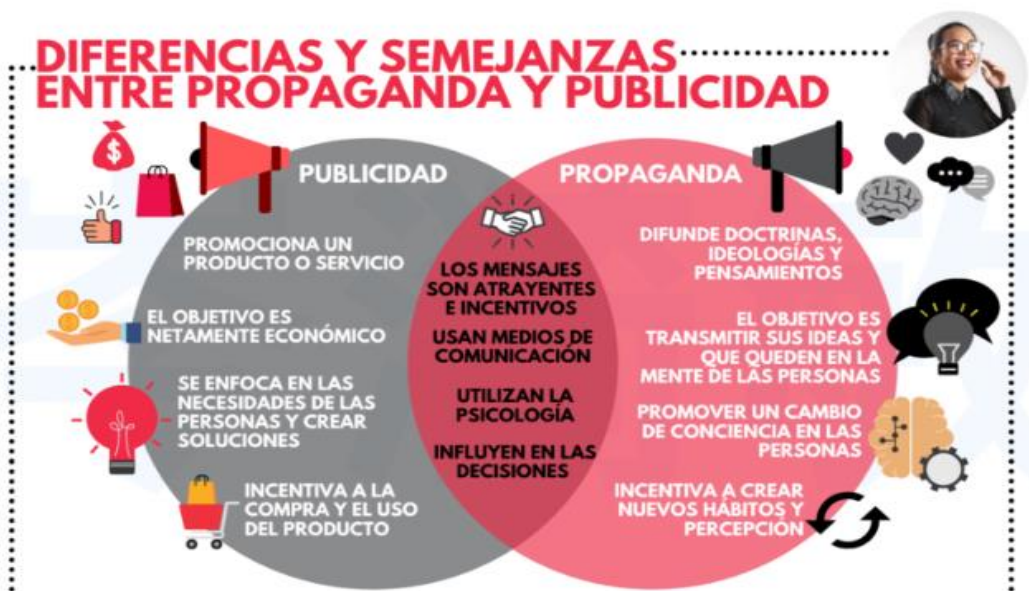 DIFERENCIAS Y SEMEJANZAS
ENTRE PROPAGANDA Y PUBLICIDAD
$
PUBLICIDAD
PROMOCIONA UN
PRODUCTO O SERVICIO
EL OBJETIVO ES
NETAMENTE ECONÓMICO
SE ENFOCA EN LAS
NECESIDADES DE LAS
PERSONAS Y CREAR
SOLUCIONES
INCENTIVA A LA
COMPRA Y EL USO
DEL PRODUCTO
LOS MENSAJES
SON ATRAYENTES
E INCENTIVOS
USAN MEDIOS DE
COMUNICACIÓN
UTILIZAN LA
PSICOLOGÍA
INFLUYEN EN LAS
DECISIONES
PROPAGANDA
DIFUNDE DOCTRINAS,
IDEOLOGÍAS Y
PENSAMIENTOS
EL OBJETIVO ES
TRANSMITIR SUS IDEAS Y
QUE QUEDEN EN LA
MENTE DE LAS PERSONAS
PROMOVER UN CAMBIO
DE CONCIENCIA EN LAS
PERSONAS
INCENTIVA A CREAR
NUEVOS HÁBITOS Y
PERCEPCIÓN